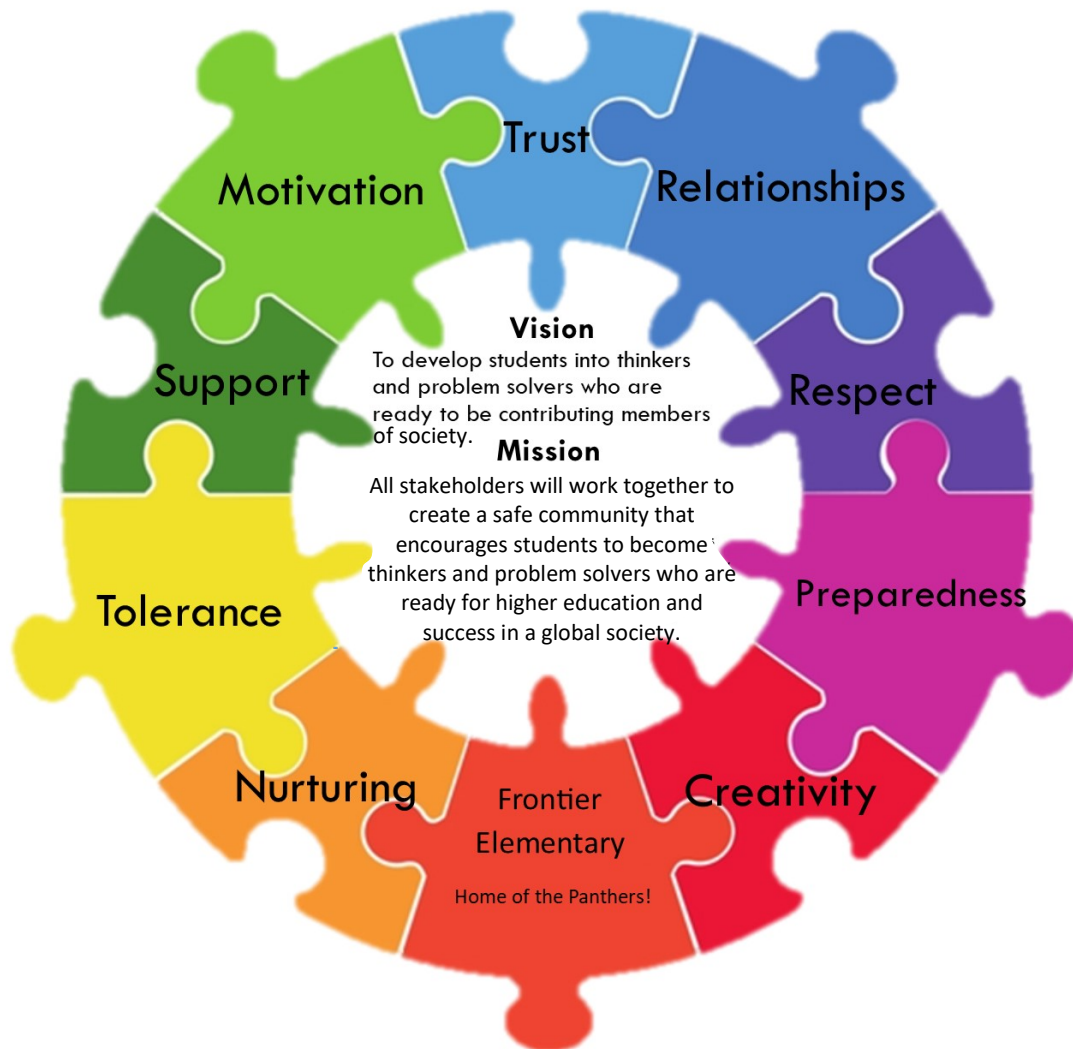 Trust
Relationships
Respect
Preparedness
Creativity
Frontier
Elementary
Home of the Panthers!
Nurturing
Tolerance
Support
Motivation
Vision
To develop students into thinkers
and problem solvers who are
ready to be contributing members
of society.
Mission
All stakeholders will work together to
create a safe community that
encourages students to become
thinkers and problem solvers who are
ready for higher education and
success in a global society.